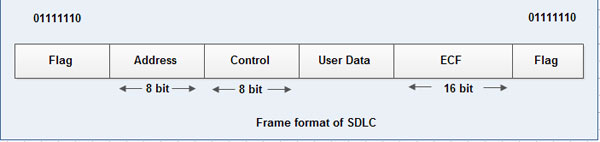 01111110 01111110
Flag Address Control User Data ECF Flag
8 bit 8 bit 16 bit
Frame format of SDLC